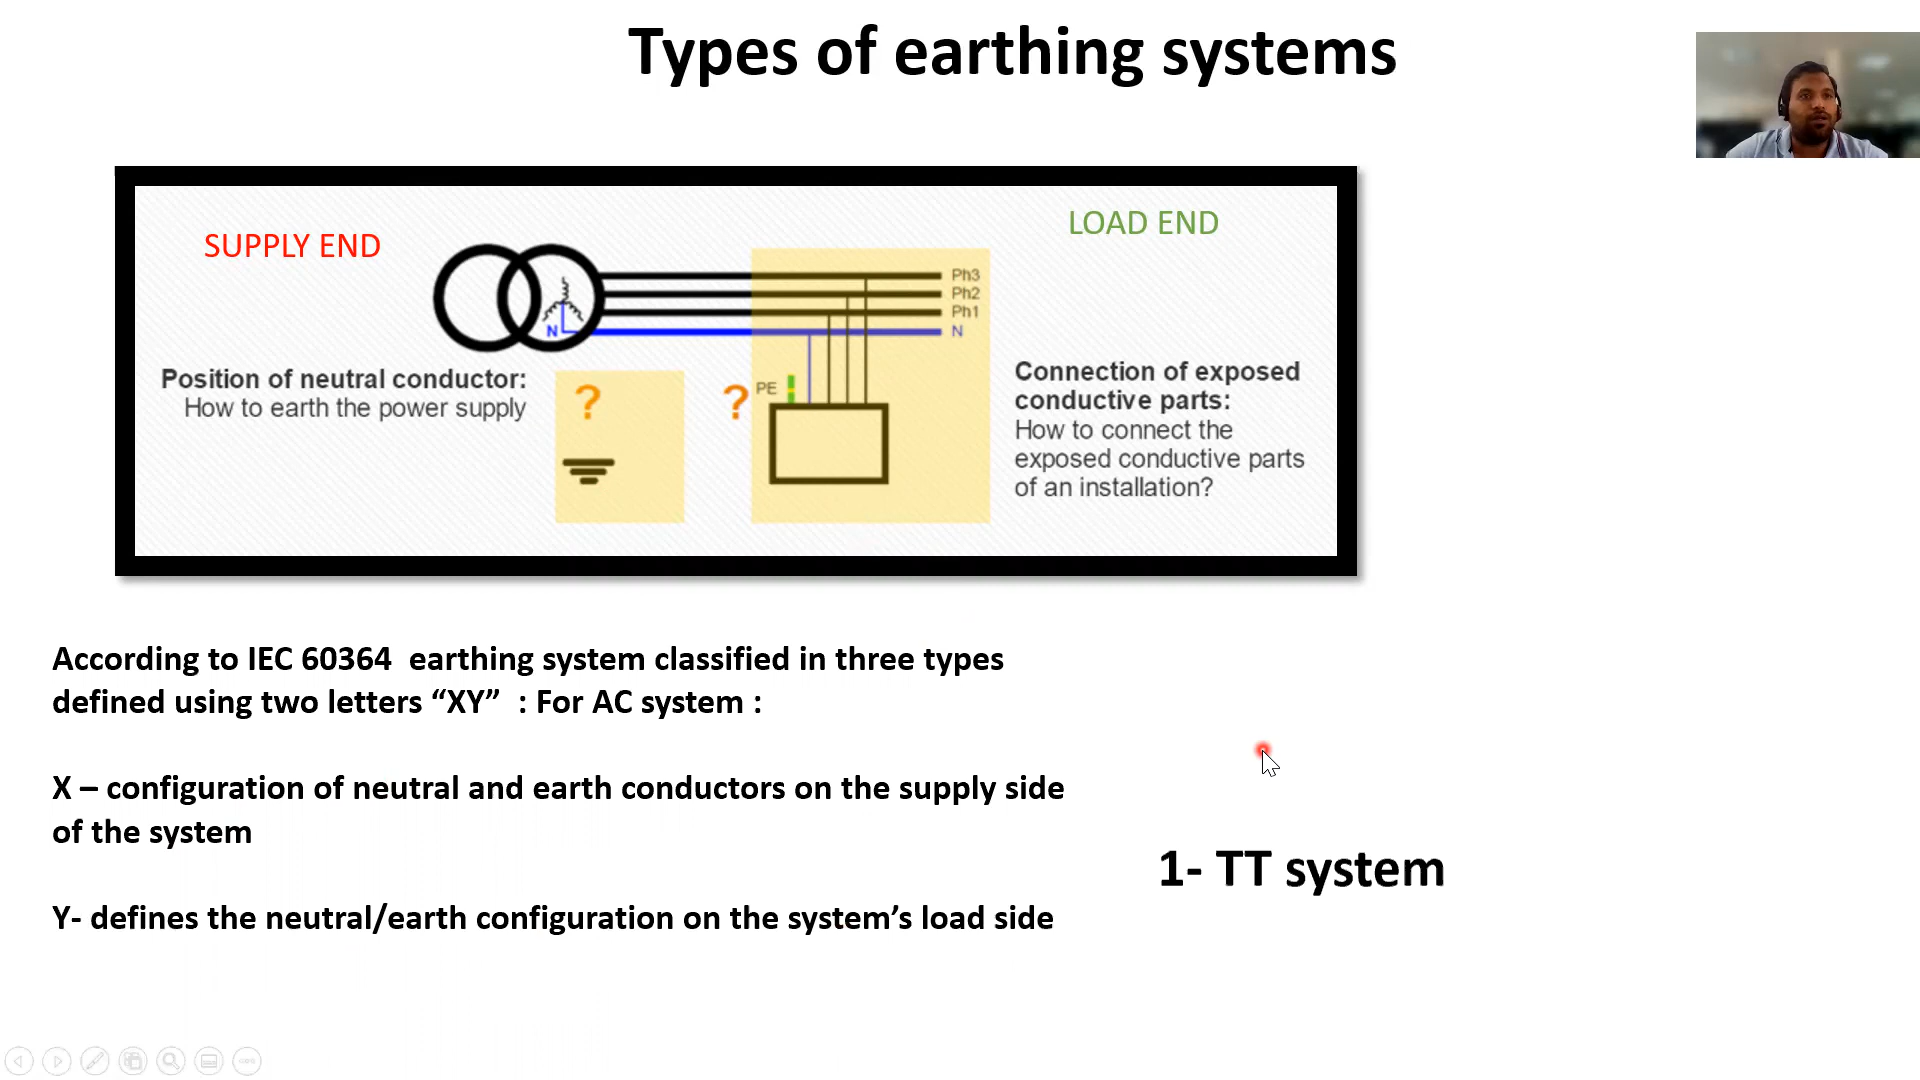 Types of earthing systems
SUPPLY END
LOAD END
Ph3
Ph2
Ph1
N
N
Position of neutral conductor:
How to earth the power supply
?
?
PE
Connection of exposed
conductive parts:
How to connect the
exposed conductive parts
of an installation?
According to IEC 60364  earthing system classified in three types
defined using two letters “XY”  : For AC system :
X – configuration of neutral and earth conductors on the supply side
of the system
Y- defines the neutral/earth configuration on the system’s load side
1- TT system